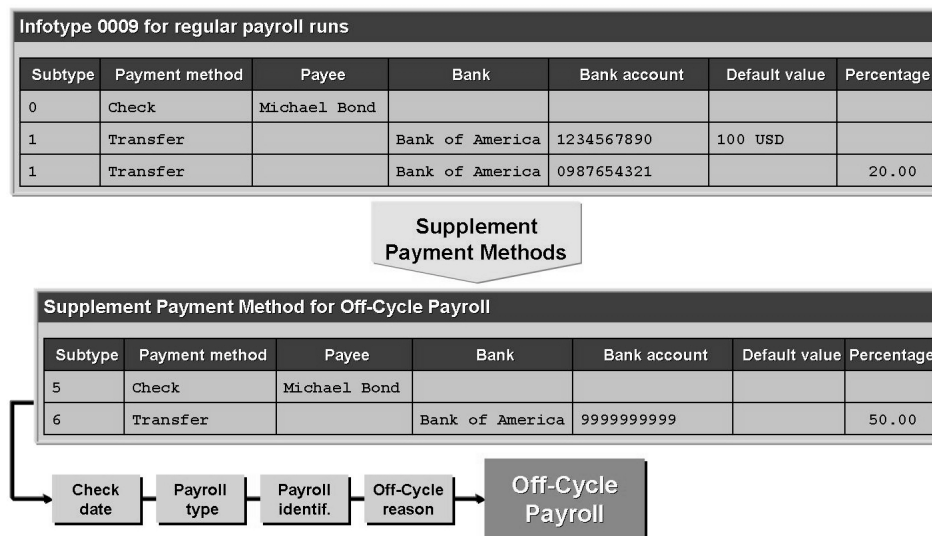 Infotype 0009 for regular payroll runs
Subtype Payment method Payee Bank Bank account Default value Percentage
0 Check Michael Bond
1 Transfer Bank of America 1234567890 100 USD
1 Transfer Bank of America 0987654321 20.00
Supplement
Payment Methods
Supplement Payment Method for Off-Cycle Payroll
Subtype Payment method Payee Bank Bank account Default value Percentage
5 Check Michael Bond
6 Transfer Bank of America 9999999999 50.00
Check
date
Payroll
type
Payroll
identif.
Off-Cycle
reason
Off-Cycle
Payroll